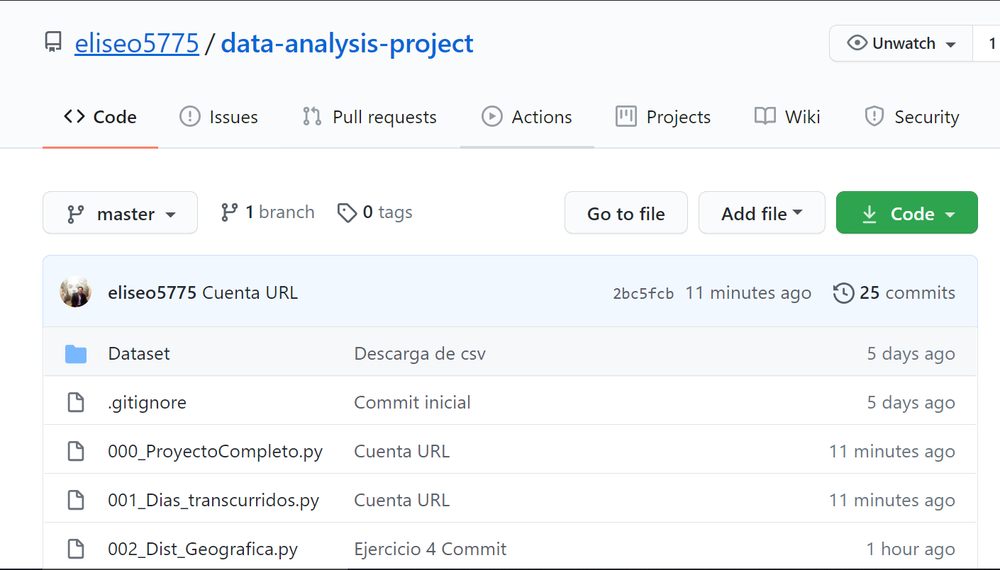 eliseo5775 / data-analysis-project Unwatch 1
Code Issues Pull requests Actions Projects Wiki Security
master 1 branch 0 tags Go to file Add file Code
eliseo5775 Cuenta URL 2bc5fcb 11 minutes ago 25 commits
Dataset Descarga de csv 5 days ago
.gitignore Commit inicial 5 days ago
000_ProyectoCompleto.py Cuenta URL 11 minutes ago
001_Dias_transcurridos.py Cuenta URL 11 minutes ago
002_Dist_Geografica.py Ejercicio 4 Commit 1 hour ago